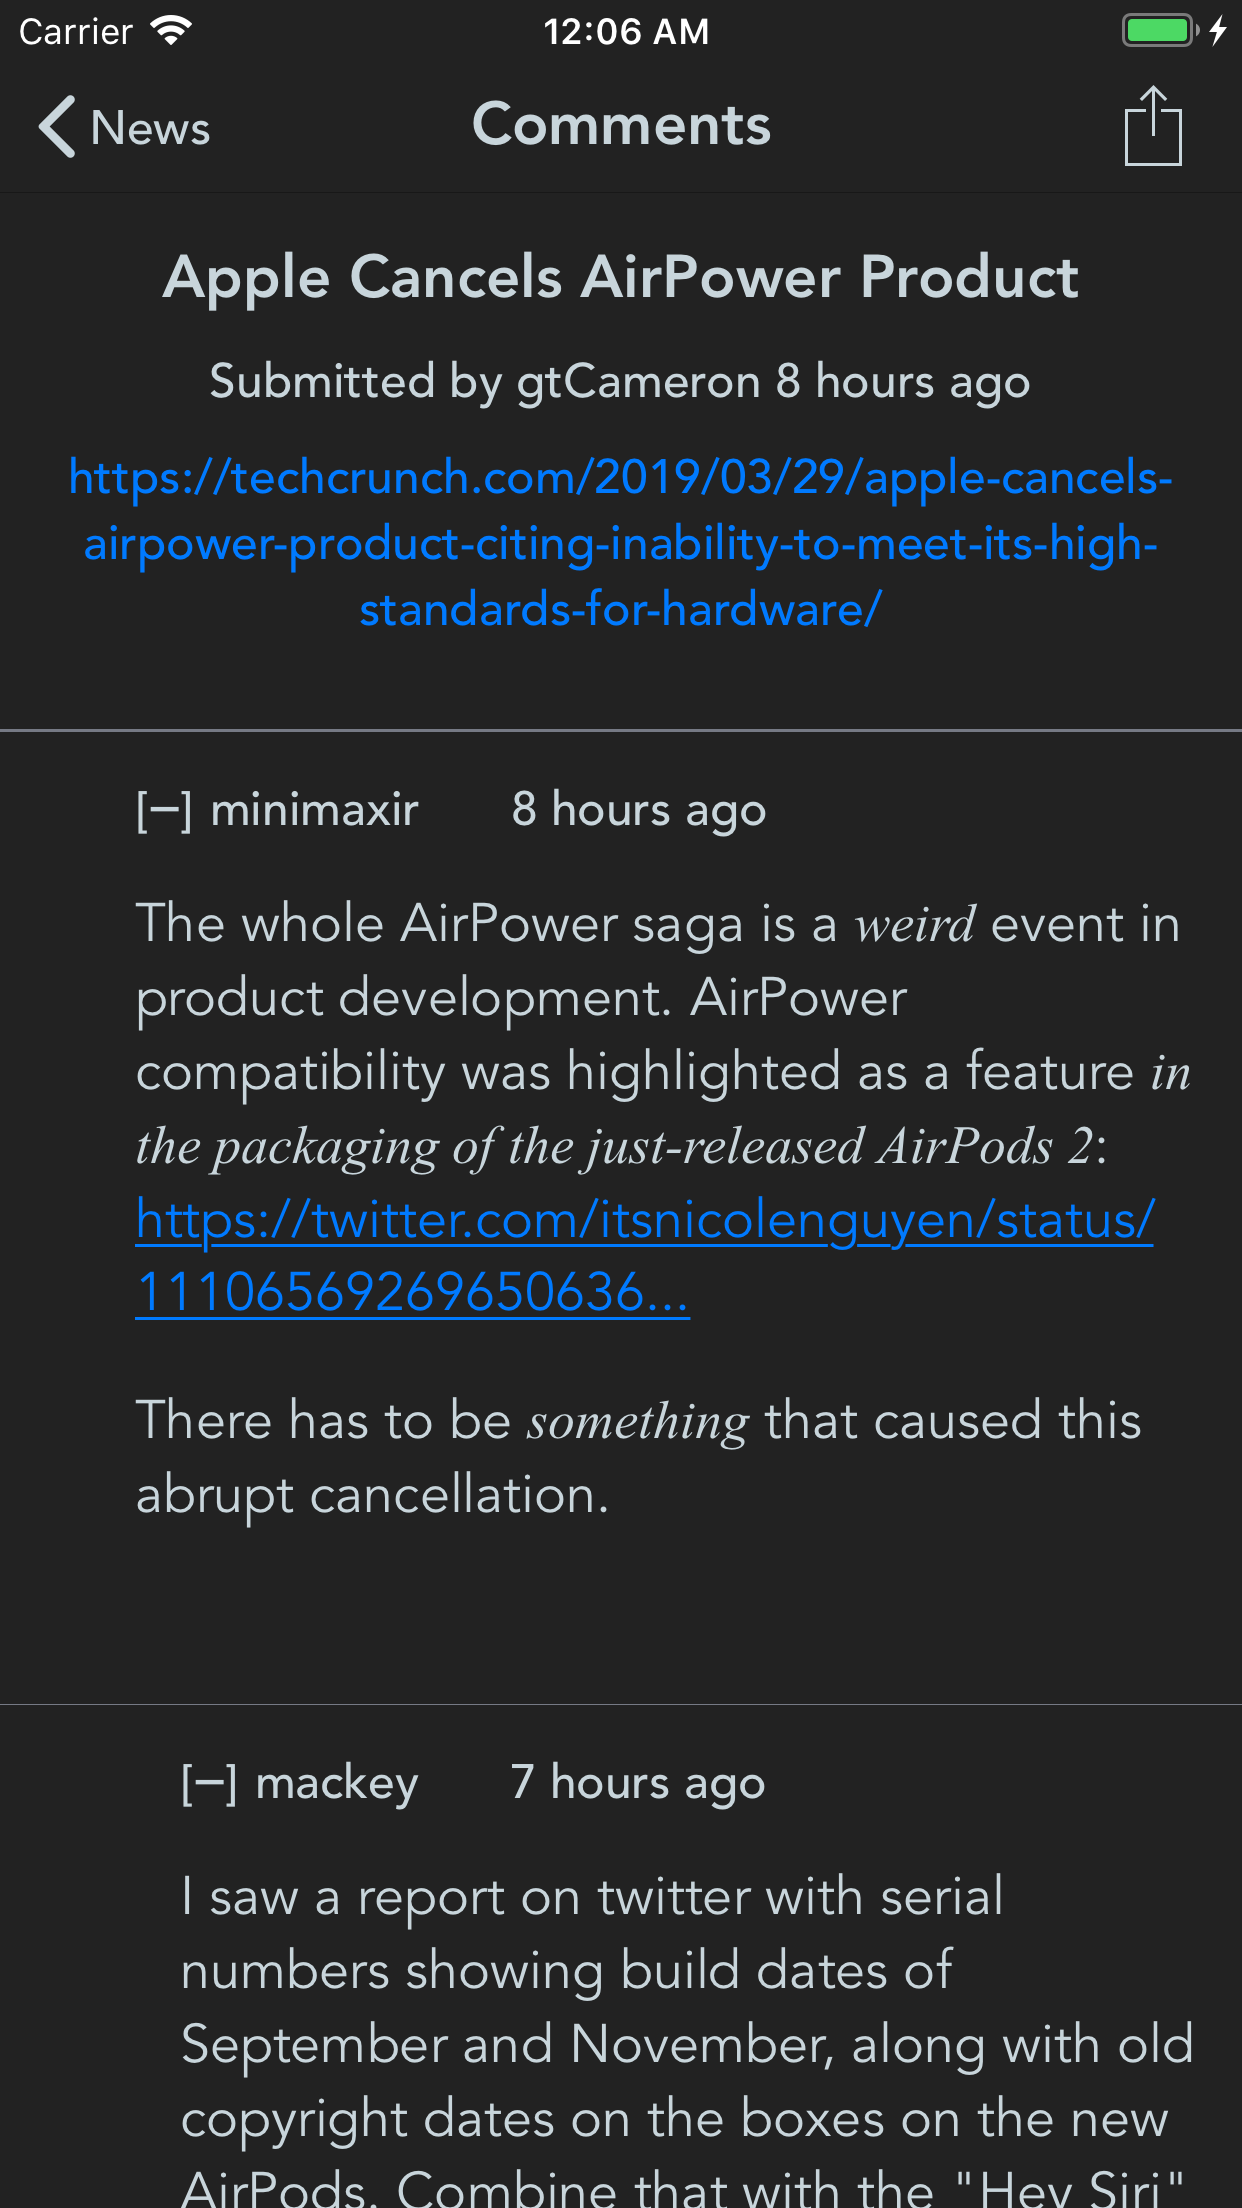 Carrier 12:06 AM
News Comments
Apple Cancels AirPower Product
Submitted by gtCameron 8 hours ago
https://techcrunch.com/2019/03/29/apple-cancels-
airpower-product-citing-inability-to-meet-its-high-
standards-for-hardware/
[–] minimaxir 8 hours ago
The whole AirPower saga is a weird event in
product development. AirPower
compatibility was highlighted as a feature in
the packaging of the just-released AirPods 2:
https://twitter.com/itsnicolenguyen/status/
11106569269650636...
There has to be something that caused this
abrupt cancellation.
[–] mackey 7 hours ago
I saw a report on twitter with serial
numbers showing build dates of
September and November, along with old
copyright dates on the boxes on the new
AirPods. Combine that with the "Hey Siri"